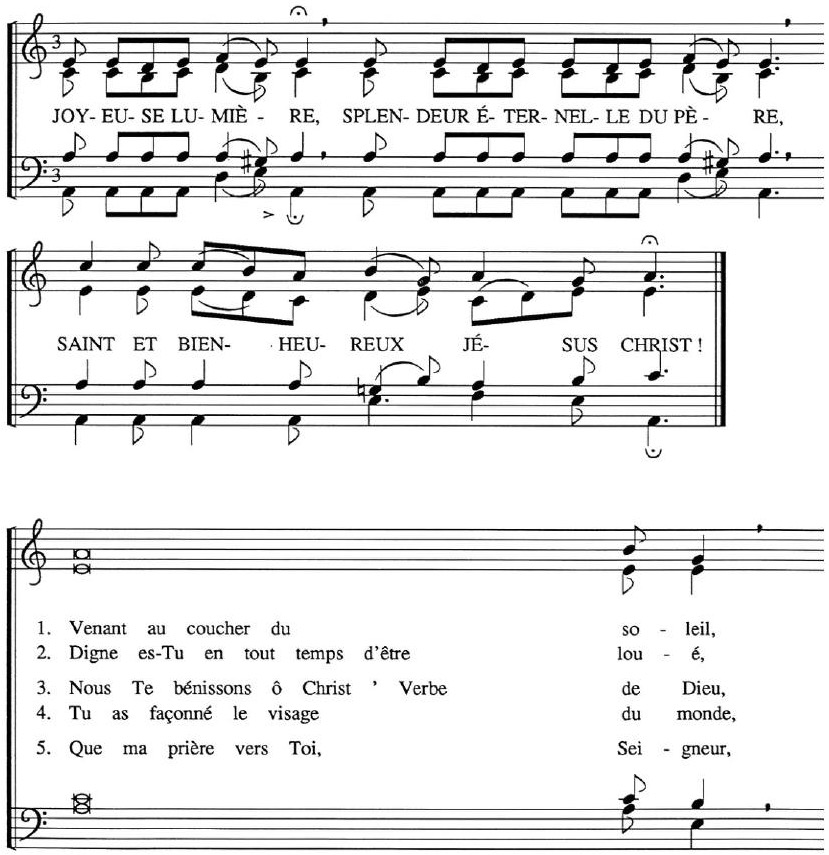 3
JOY- EU- SE LU- MIÈ - RE, SPLEN- DEUR É- TER- NEL- LE DU PÈ - RE,
3
SAINT ET BIEN- HEU- REUX JÉ- SUS CHRIST !
1. Venant au coucher du so - leil,
2. Digne es-Tu en tout temps d'être lou - é,
3. Nous Te bénissons ô Christ ' Verbe de Dieu,
4. Tu as façonné le visage du monde,
5. Que ma prière vers Toi, Sei - gneur,